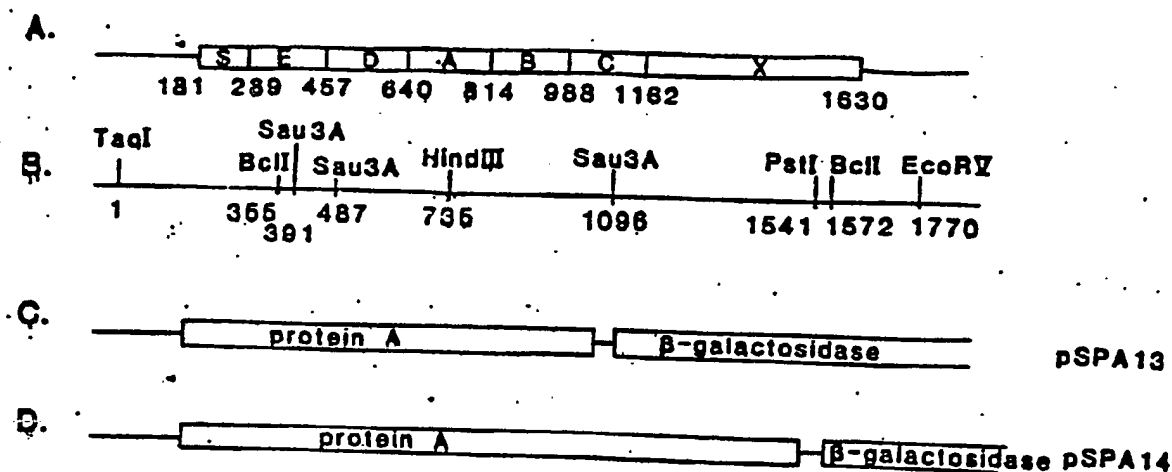 A.
S E D A B C X
181 289 457 640 814 988 1162 1630
B.
TaqI BclI Sau3A Sau3A HindIII Sau3A PstI BclI EcoRV
1 355 391 487 735 1096 1541 1572 1770
C.
protein A β-galactosidase pSPA13
D.
protein A β-galactosidase pSPA14